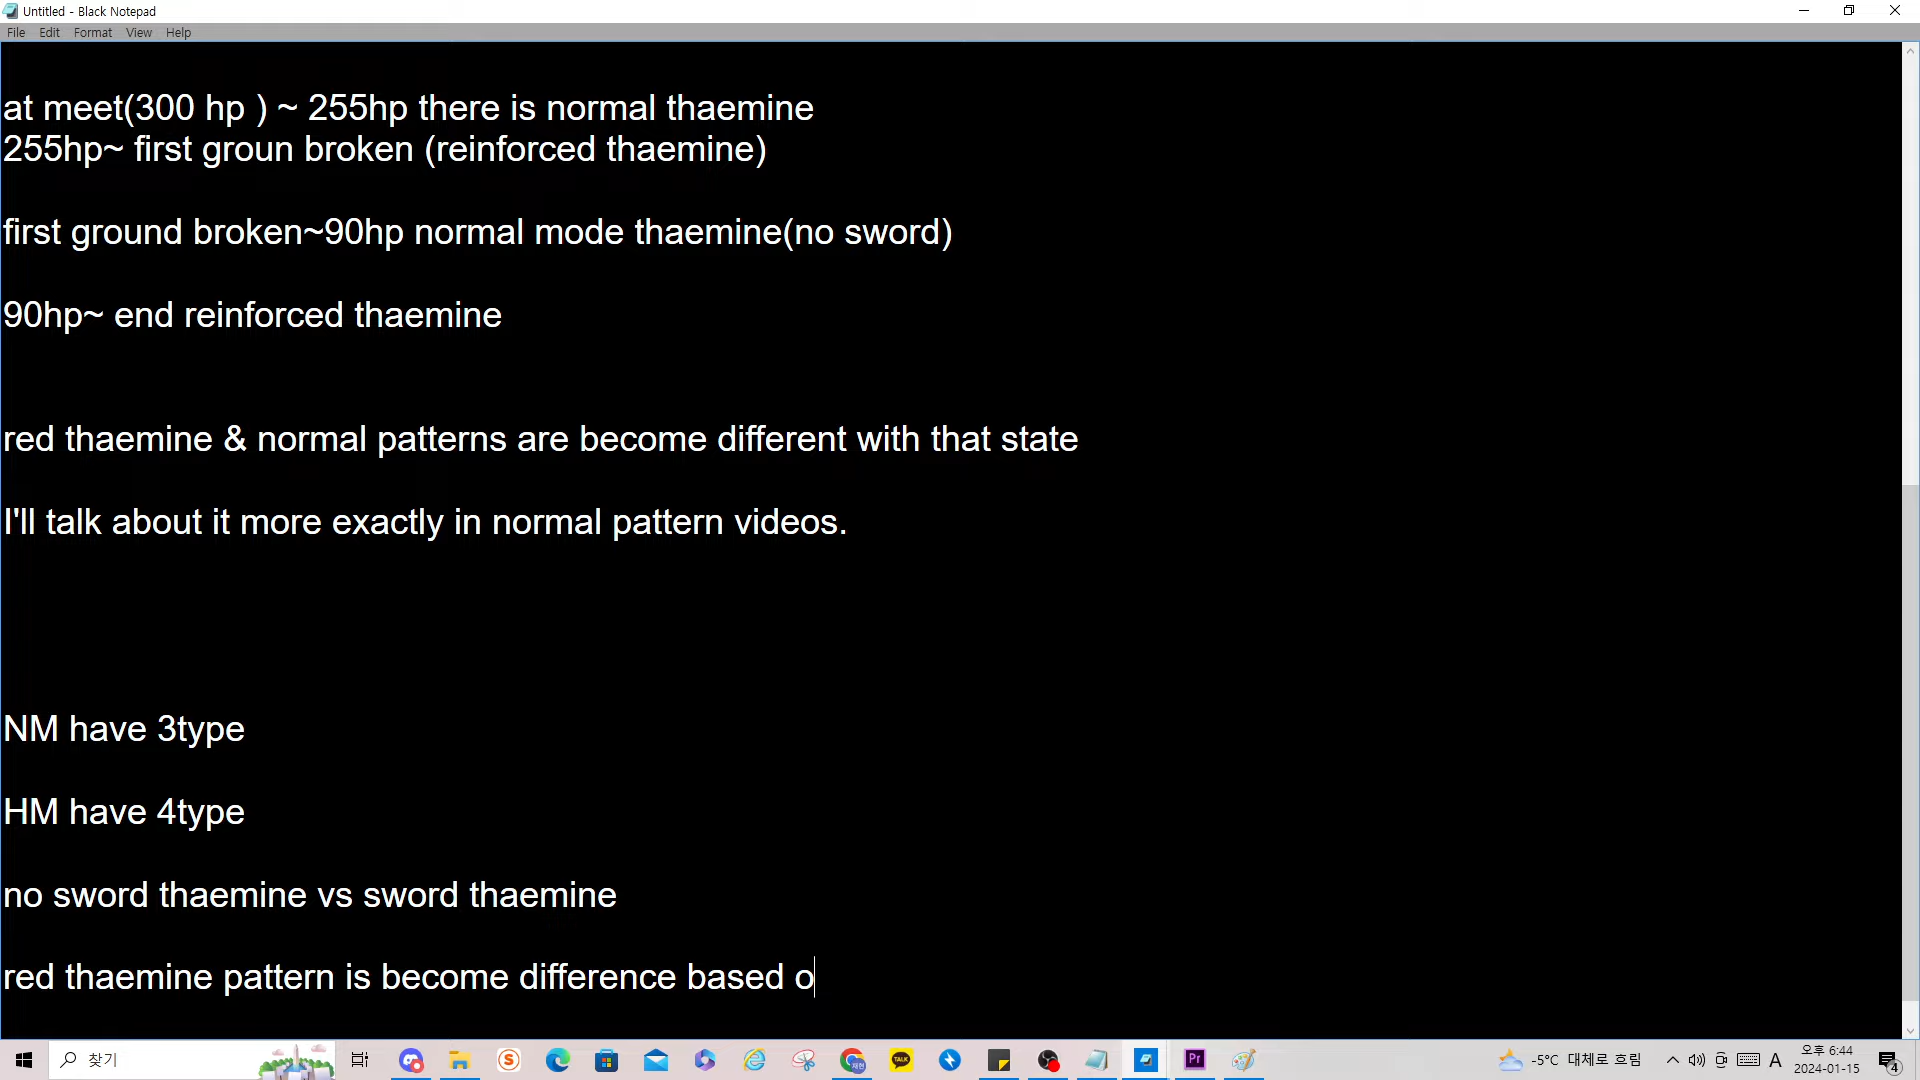 Untitled - Black Notepad
File Edit Format View Help
at meet(300 hp ) ~ 255hp there is normal thaemine
255hp~ first groun broken (reinforced thaemine)
first ground broken~90hp normal mode thaemine(no sword)
90hp~ end reinforced thaemine
red thaemine & normal patterns are become different with that state
I'll talk about it more exactly in normal pattern videos.
NM have 3type
HM have 4type
no sword thaemine vs sword thaemine
red thaemine pattern is become difference based o
찾기
S
TALK
Pr
-5°C 대체로 흐림
A
오후 6:44
2024-01-15
4